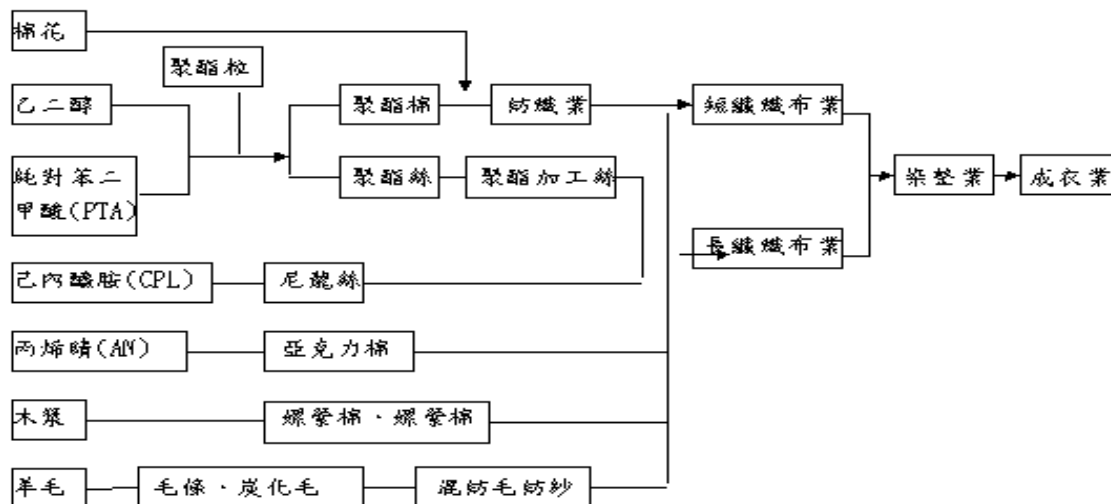 棉花
聚酯粒
乙二醇
聚酯棉
紡織業
短纖織布業
純對苯二
甲酸(PTA)
聚酯絲
聚酯加工絲
染整業
成衣業
長纖織布業
己內醯胺(CPL)
尼龍絲
丙烯腈(AN)
亞克力棉
木漿
嫘縈棉、嫘縈棉
羊毛
毛條、炭化毛
混紡毛紡紗